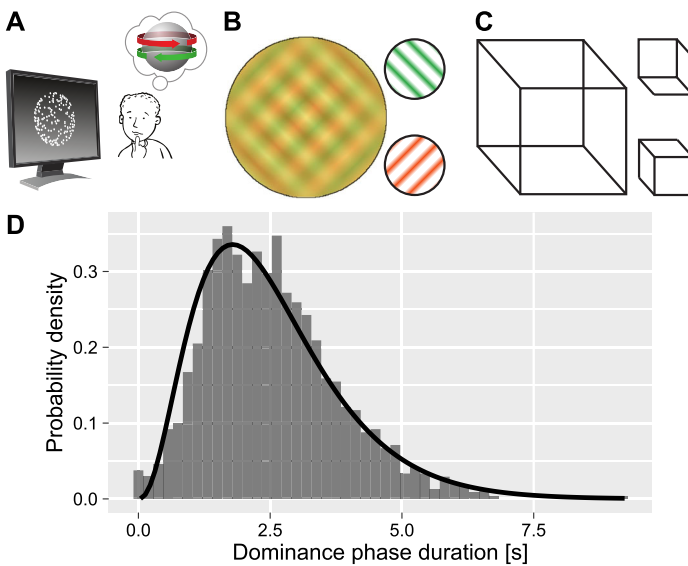 A
B
C
D
Probability density
0.3
0.2
0.1
0.0
0.0 2.5 5.0 7.5
Dominance phase duration [s]